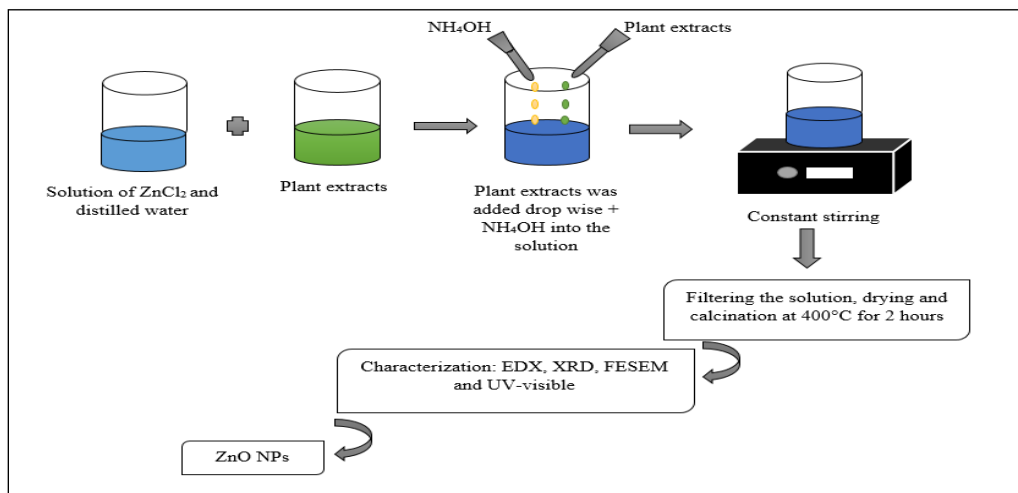 NH₄OH
Plant extracts
Solution of ZnCl₂ and
distilled water
Plant extracts
Plant extracts was
added drop wise +
NH₄OH into the
solution
Constant stirring
Filtering the solution, drying and
calcination at 400°C for 2 hours
Characterization: EDX, XRD, FESEM
and UV-visible
ZnO NPs